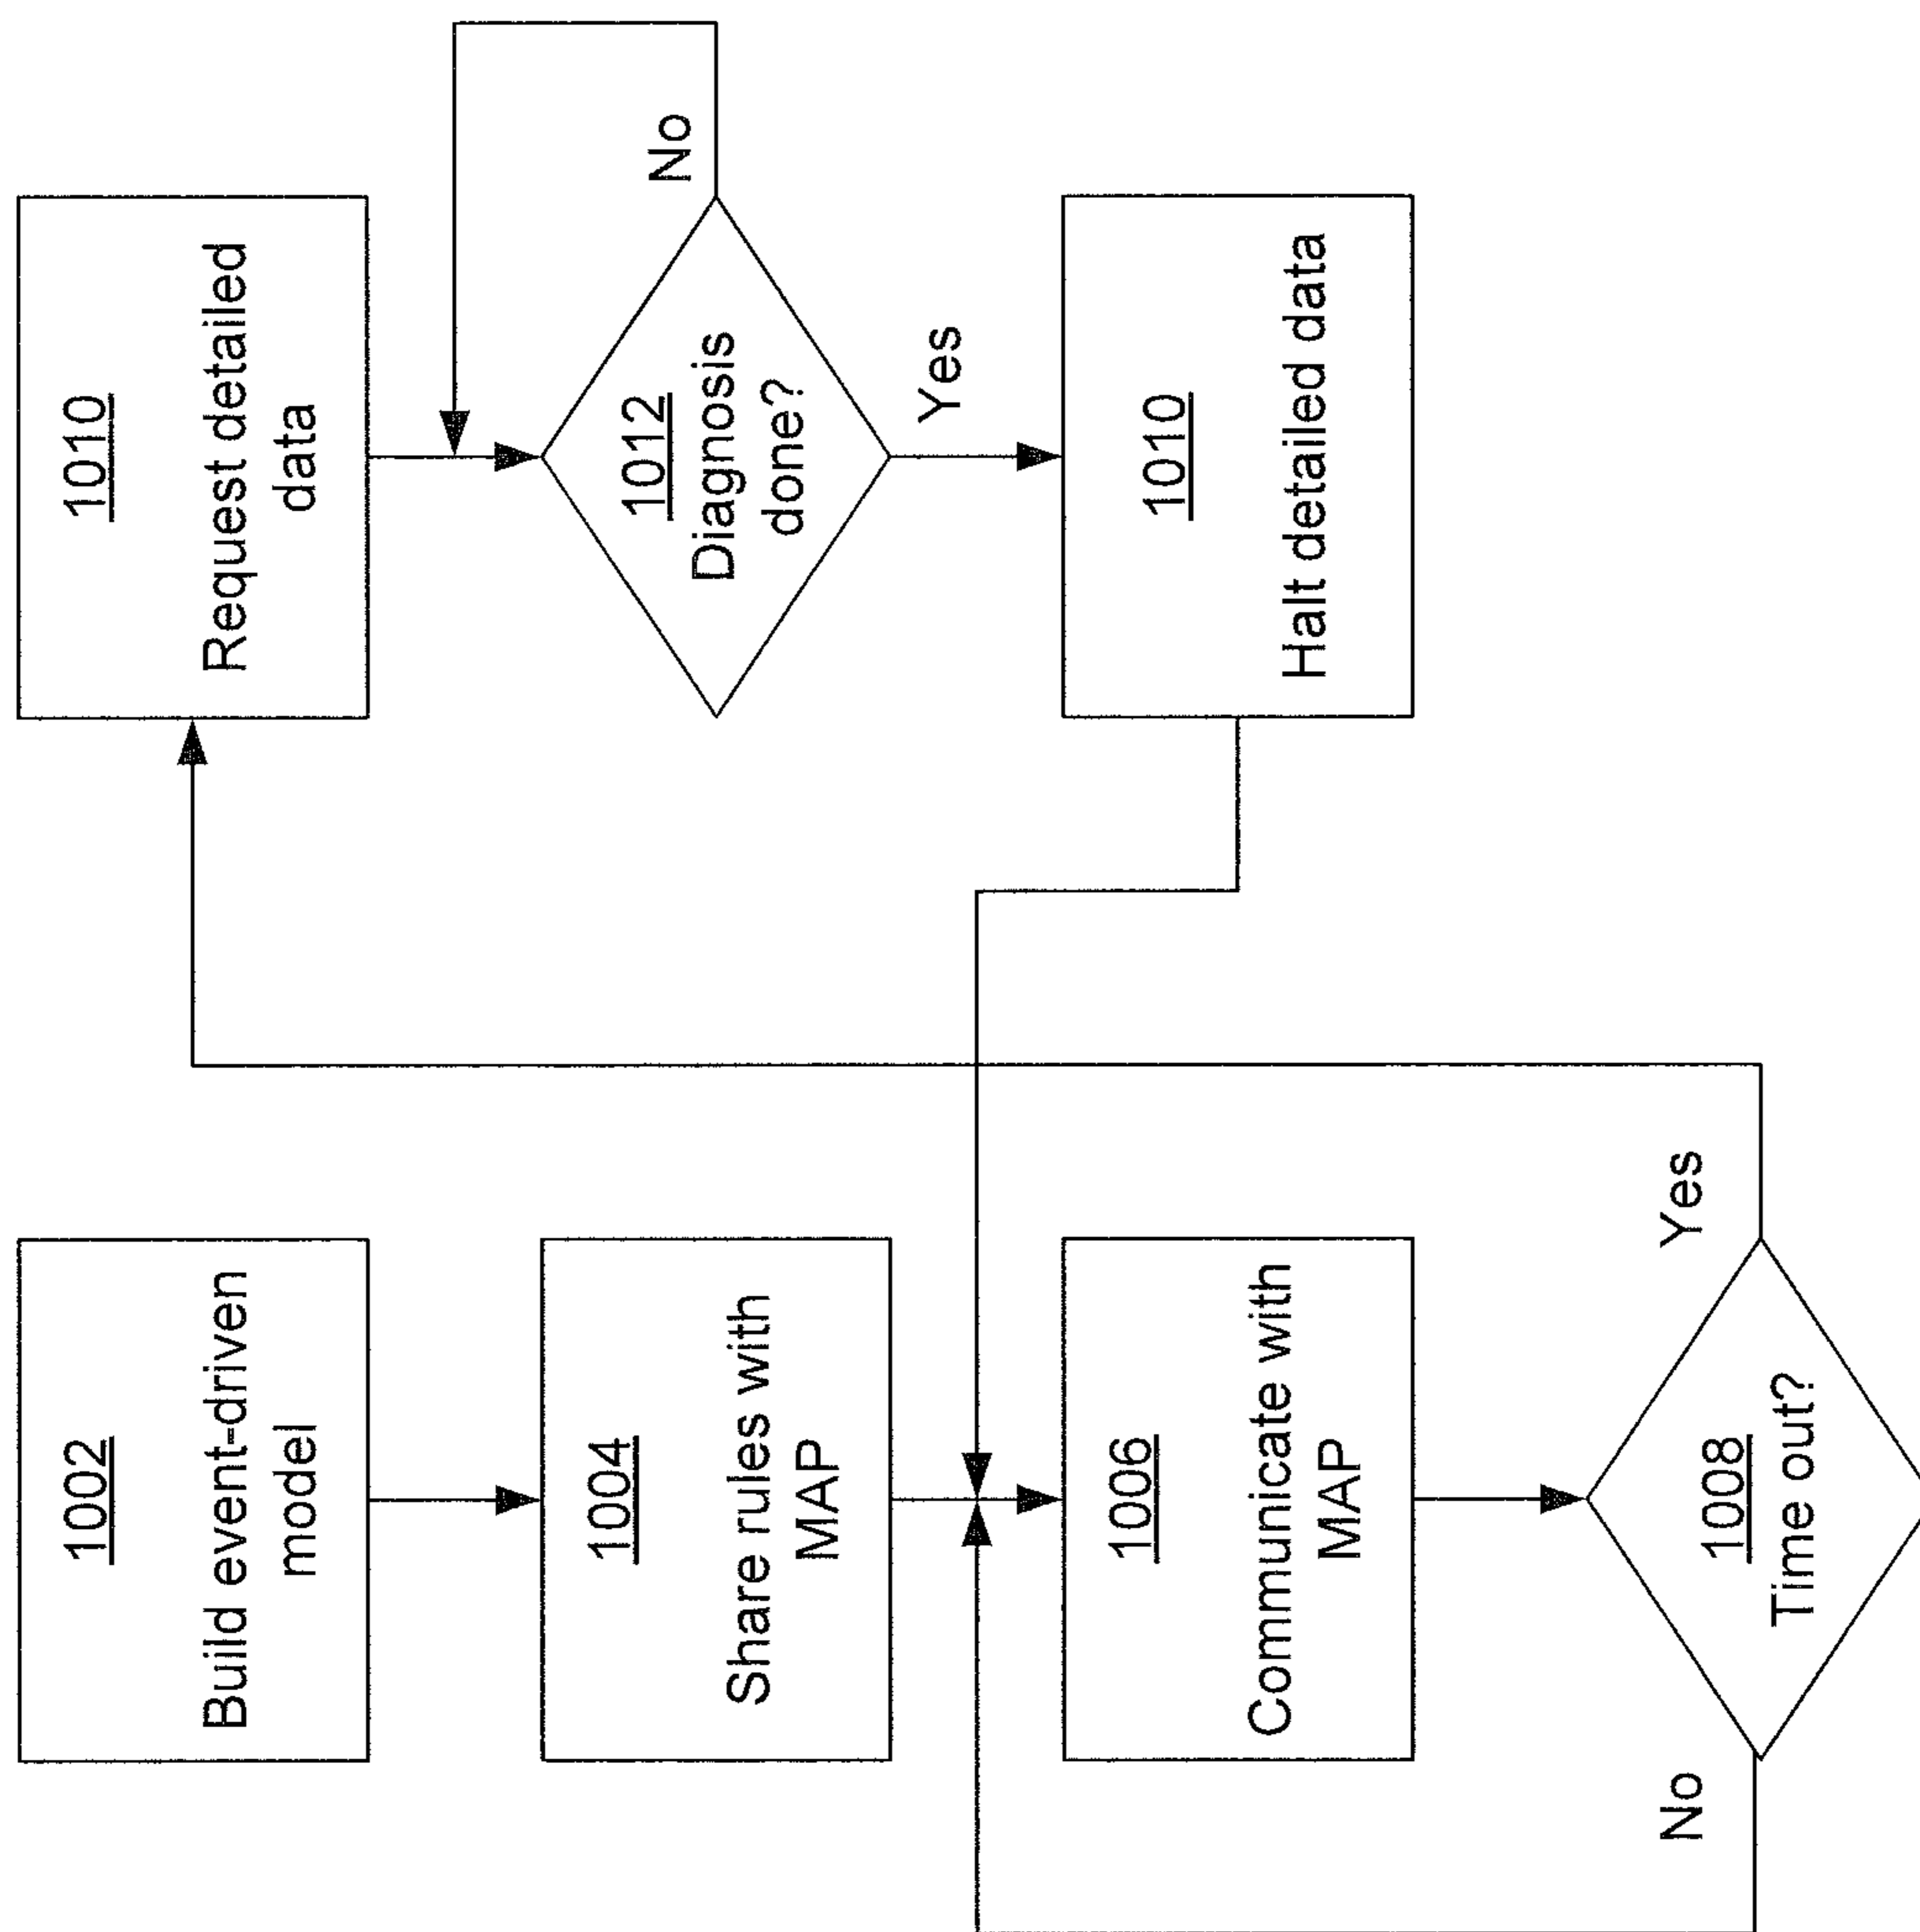 1002
Build event-driven
model
1004
Share rules with
MAP
1006
Communicate with
MAP
1008
Time out?
No
Yes
1010
Request detailed
data
1012
Diagnosis
done?
No
Yes
1010
Halt detailed data